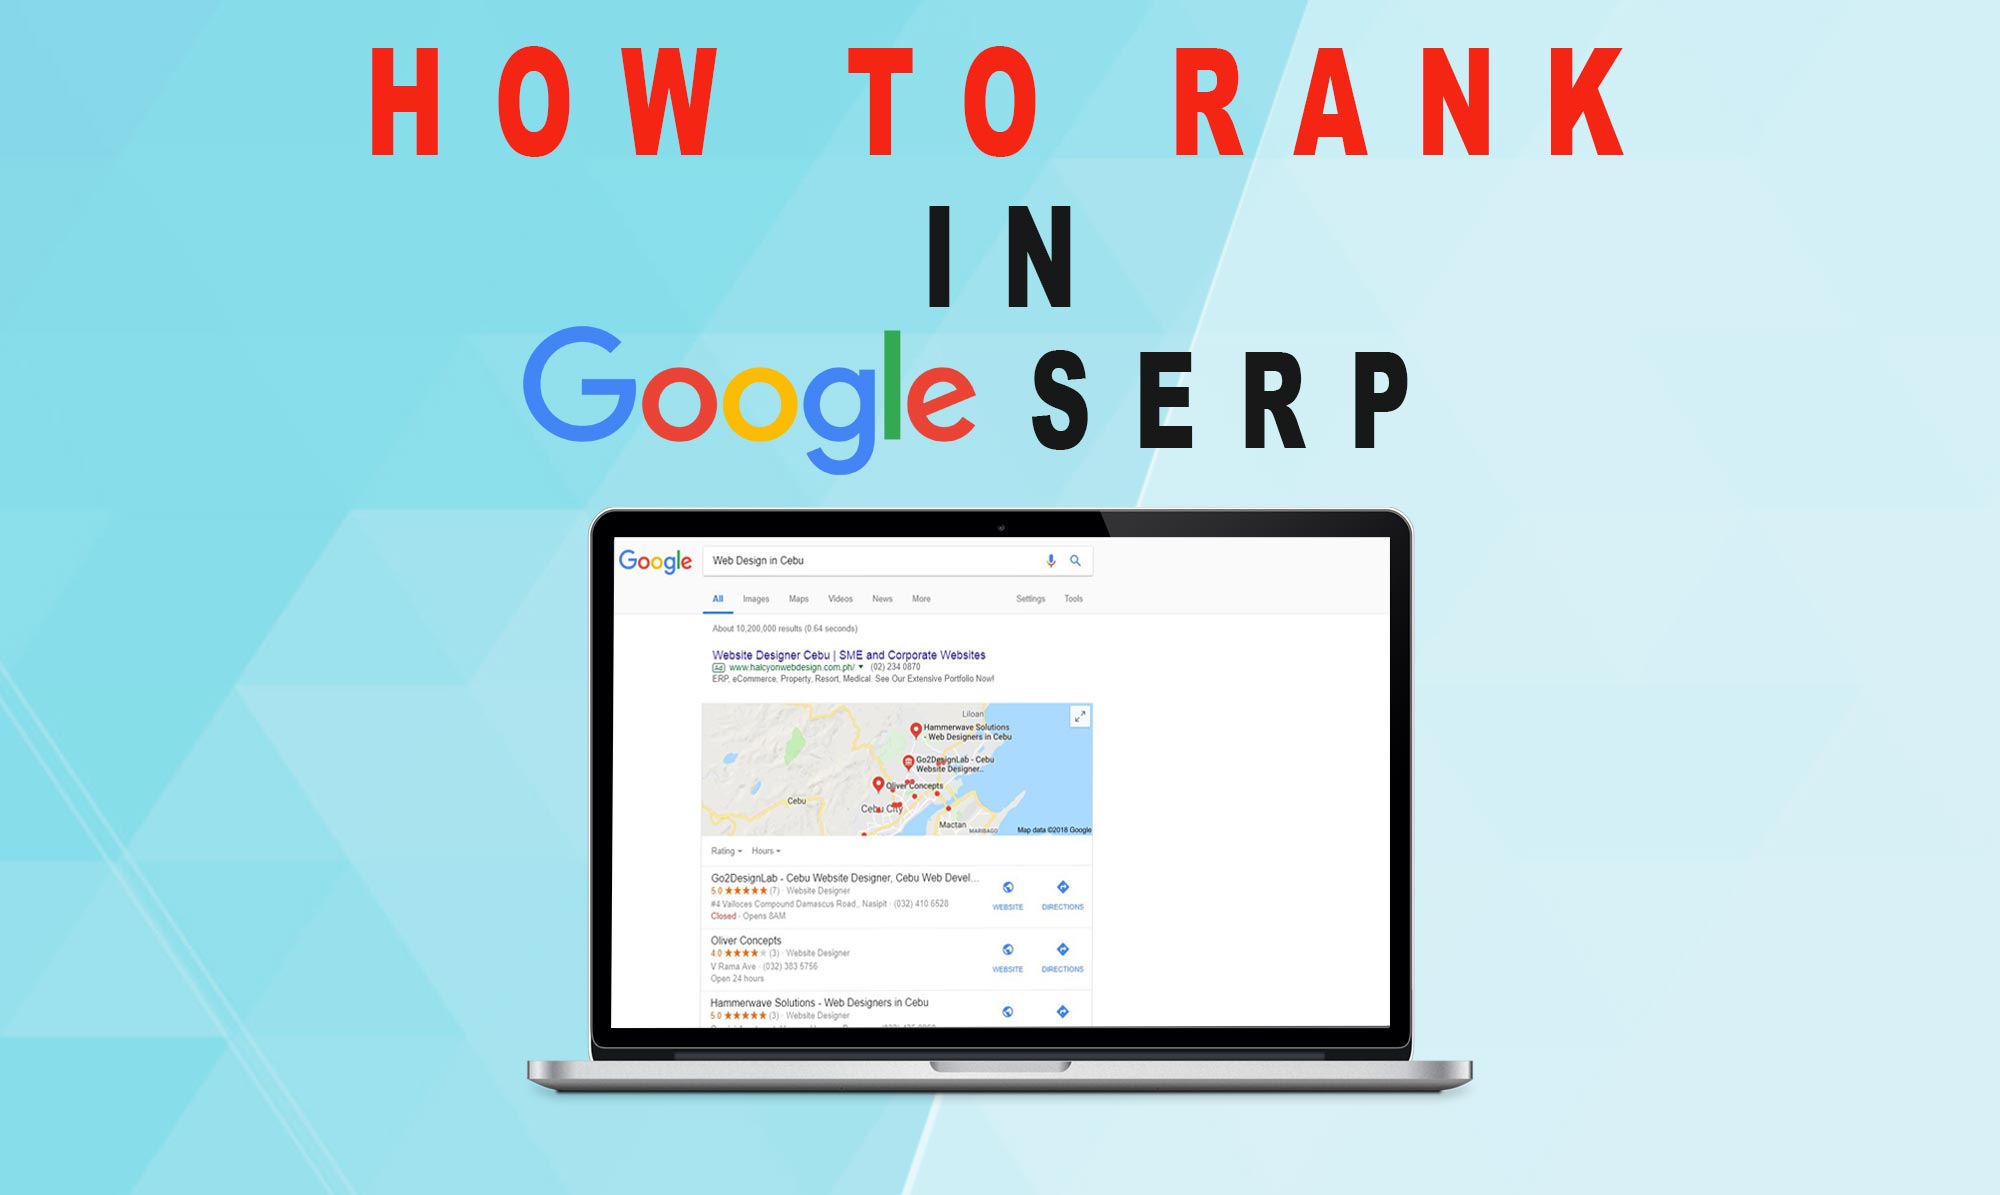 HOW TO RANK
IN
Google SERP
Google Web Design in Cebu
All Images Maps Videos News More Settings Tools
About 10,200,000 results (0.64 seconds)
Website Designer Cebu | SME and Corporate Websites
Ad www.halcyonwebdesign.com.ph/ (02) 234 0870
ERP, eCommerce, Property, Resort, Medical. See Our Extensive Portfolio Now!
Liloan
Hammerwave Solutions
- Web Designers in Cebu
Go2DesignLab - Cebu
Website Designer...
Oliver Concepts
Cebu
Cebu City
Mactan
MARIBAGO
Map data ©2018 Google
Rating Hours
Go2DesignLab - Cebu Website Designer, Cebu Web Devel...
5.0 ★★★★★ (7) · Website Designer
#4 Vailoces Compound Damascus Road,, Nasipit · (032) 410 6528
WEBSITE DIRECTIONS
Closed · Opens 8AM
Oliver Concepts
4.0 ★★★★★ (3) · Website Designer
V Rama Ave · (032) 383 5756
WEBSITE DIRECTIONS
Open 24 hours
Hammerwave Solutions - Web Designers in Cebu
5.0 ★★★★★ (3) · Website Designer